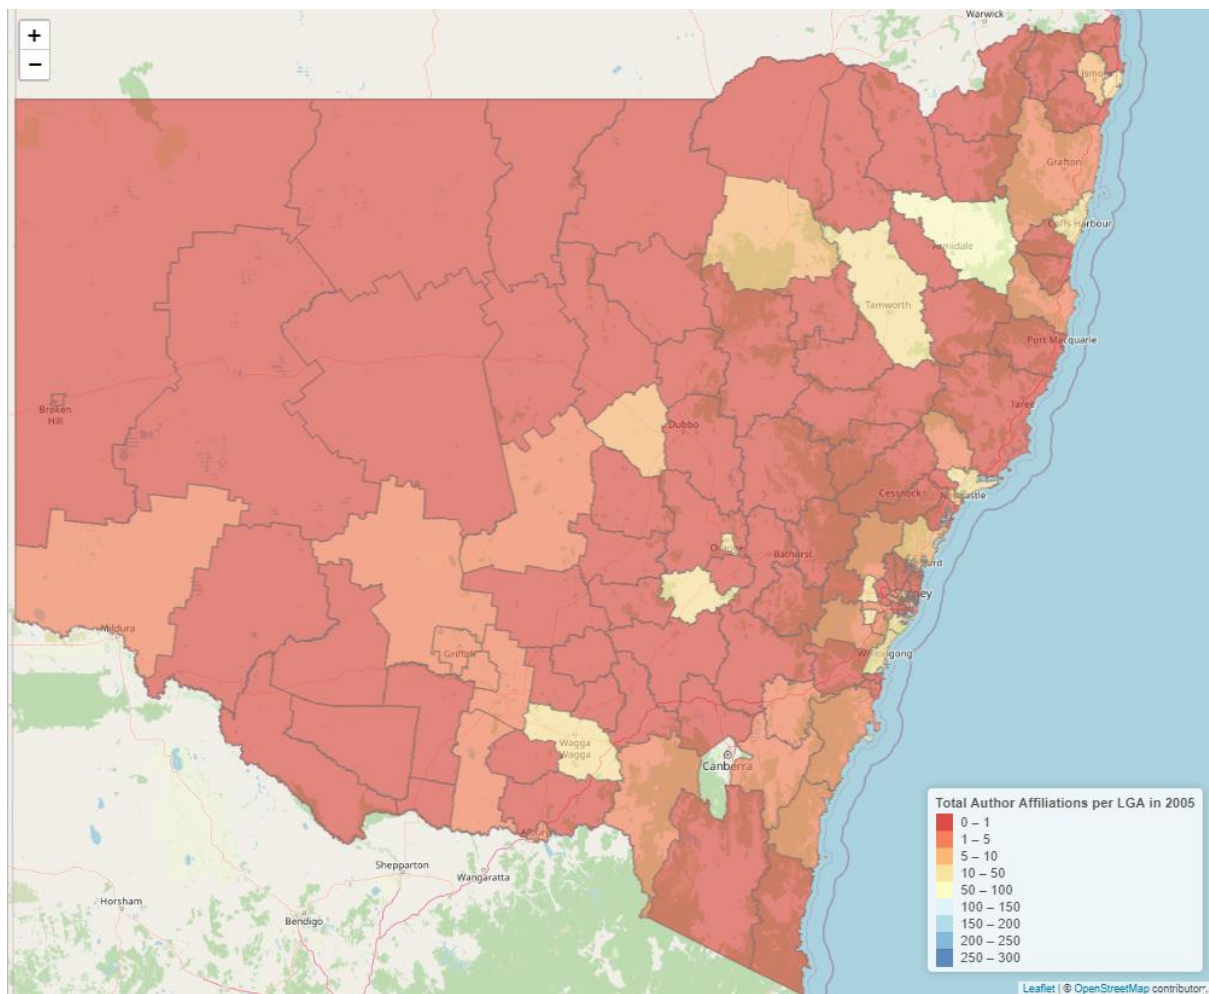 +
−
Warwick
Grafton
Coffs Harbour
Armidale
Tamworth
Port Macquarie
Taree
Broken
Hill
Dubbo
Cessnock
Newcastle
Orange
Bathurst
Sydney
Mildura
Griffith
Wollongong
Wagga
Wagga
Canberra
Albury
Shepparton
Wangaratta
Horsham
Bendigo
Total Author Affiliations per LGA in 2005
0 – 1
1 – 5
5 – 10
10 – 50
50 – 100
100 – 150
150 – 200
200 – 250
250 – 300
Leaflet | © OpenStreetMap contributors